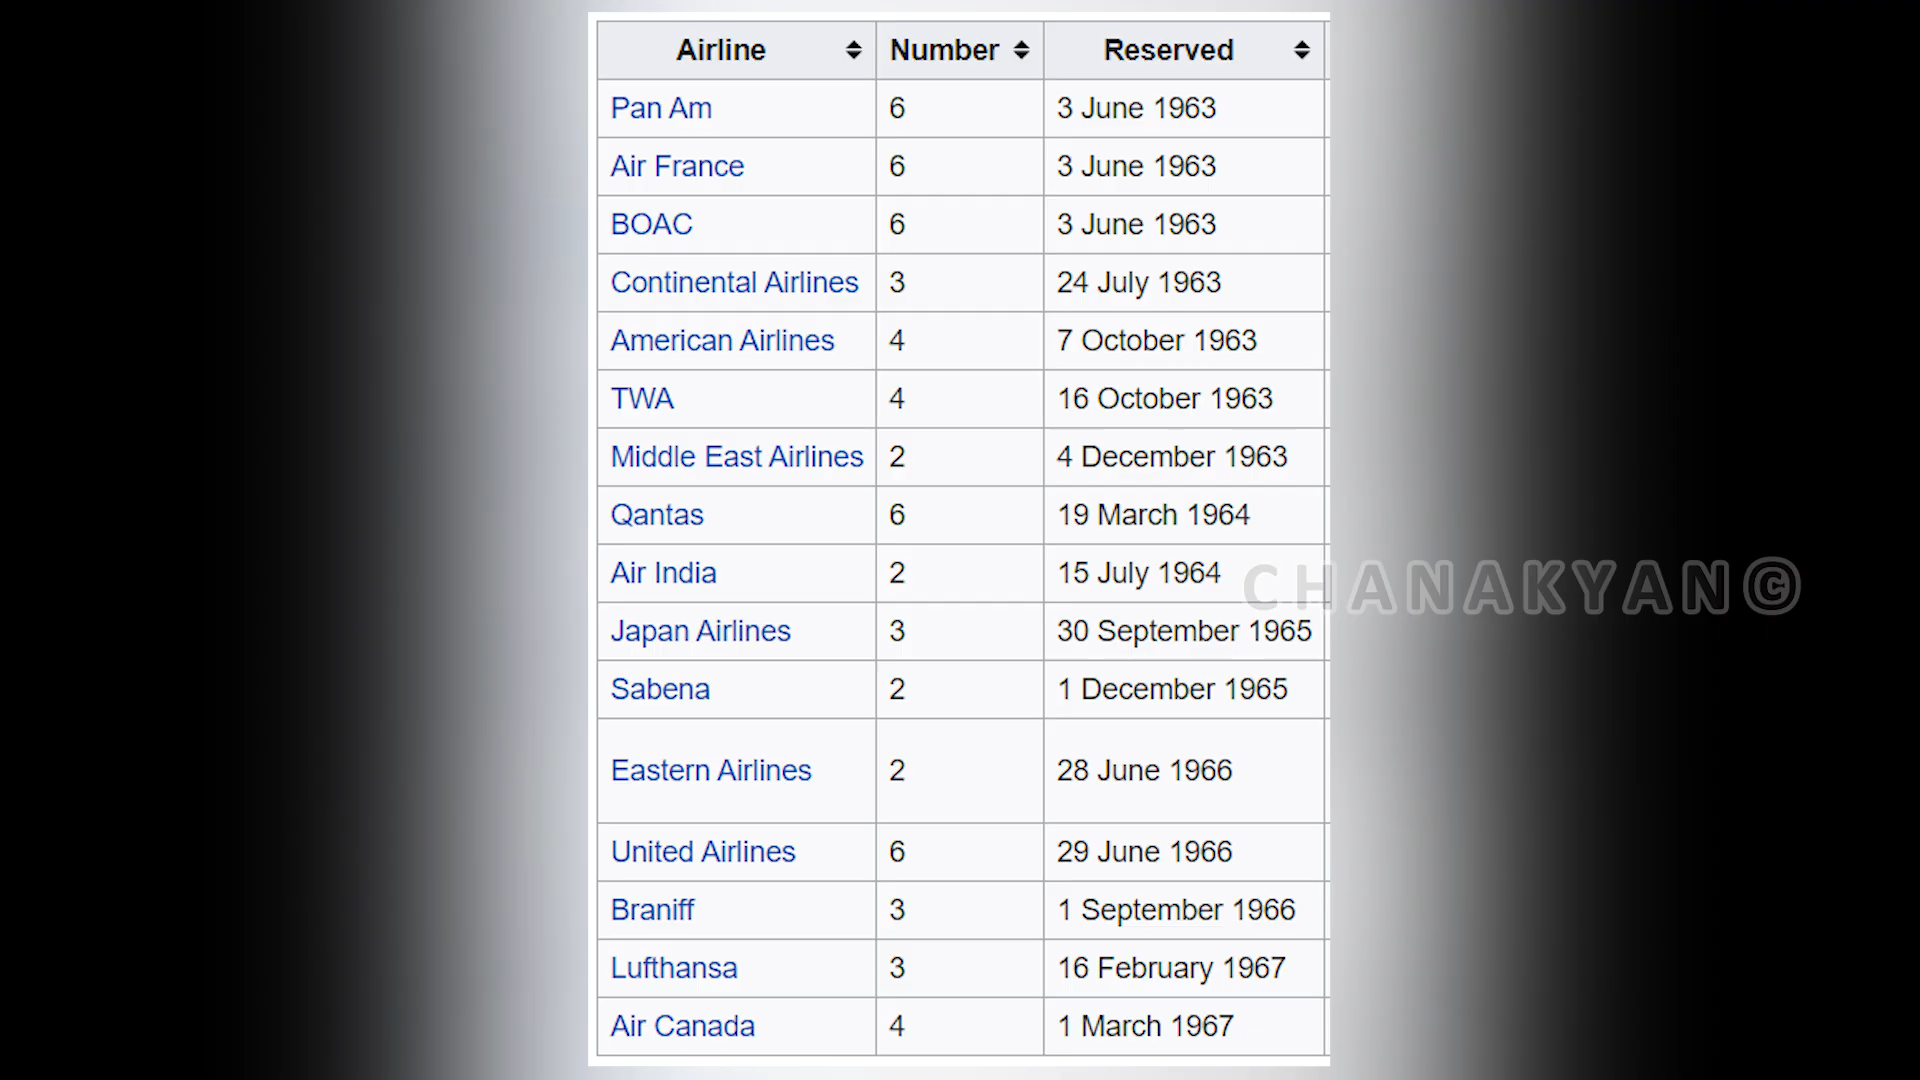 Airline Number Reserved
Pan Am 6 3 June 1963
Air France 6 3 June 1963
BOAC 6 3 June 1963
Continental Airlines 3 24 July 1963
American Airlines 4 7 October 1963
TWA 4 16 October 1963
Middle East Airlines 2 4 December 1963
Qantas 6 19 March 1964
Air India 2 15 July 1964
CHANAKYAN©
Japan Airlines 3 30 September 1965
Sabena 2 1 December 1965
Eastern Airlines 2 28 June 1966
United Airlines 6 29 June 1966
Braniff 3 1 September 1966
Lufthansa 3 16 February 1967
Air Canada 4 1 March 1967